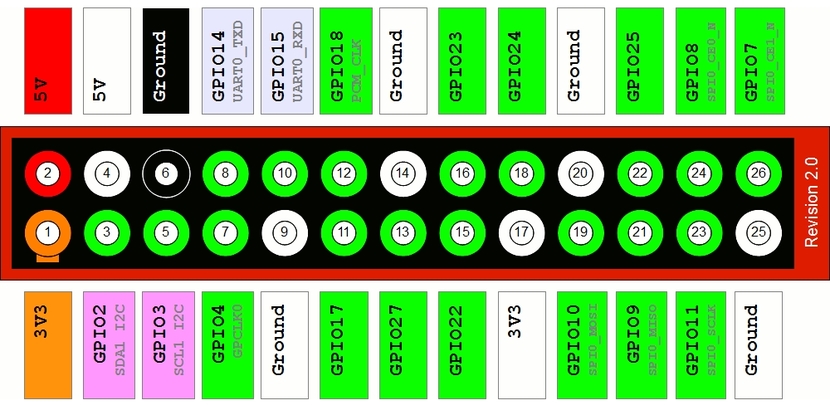 5V
5V
Ground
GPIO14
UART0_TXD
GPIO15
UART0_RXD
GPIO18
PCM_CLK
Ground
GPIO23
GPIO24
Ground
GPIO25
GPIO8
SPI0_CE0_N
GPIO7
SPI0_CE1_N
2 4 6 8 10 12 14 16 18 20 22 24 26
1 3 5 7 9 11 13 15 17 19 21 23 25
Revision 2.0
3V3
GPIO2
SDA1 I2C
GPIO3
SCL1 I2C
GPIO4
GPCLK0
Ground
GPIO17
GPIO27
GPIO22
3V3
GPIO10
SPI0_MOSI
GPIO9
SPI0_MISO
GPIO11
SPI0_SCLK
Ground